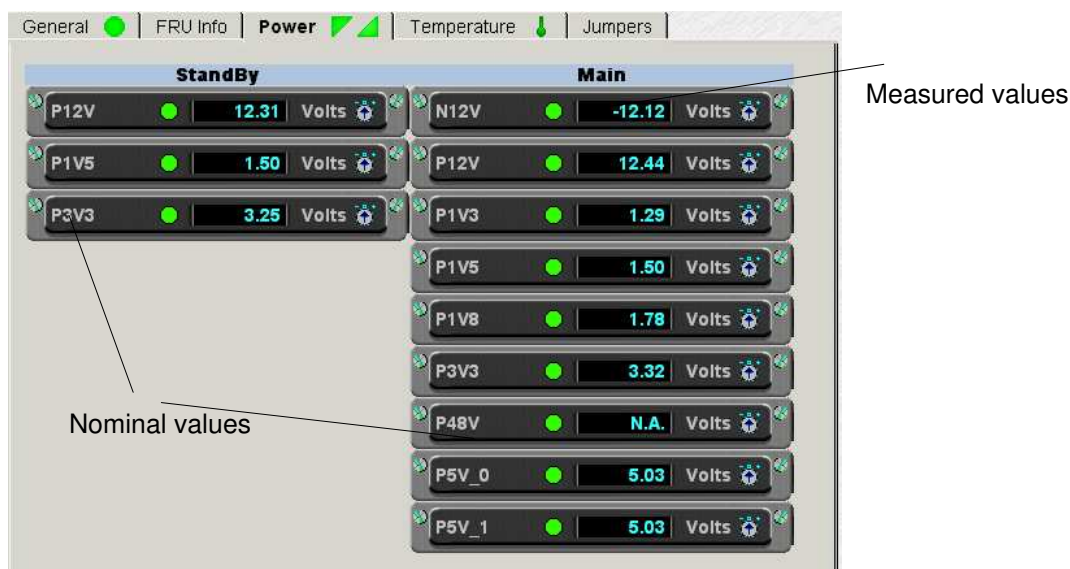 General FRU Info Power Temperature Jumpers
StandBy Main
Measured values
P12V 12.31 Volts N12V -12.12 Volts
P1V5 1.50 Volts P12V 12.44 Volts
P3V3 3.25 Volts P1V3 1.29 Volts
P1V5 1.50 Volts
P1V8 1.78 Volts
P3V3 3.32 Volts
Nominal values
P48V N.A. Volts
P5V_0 5.03 Volts
P5V_1 5.03 Volts